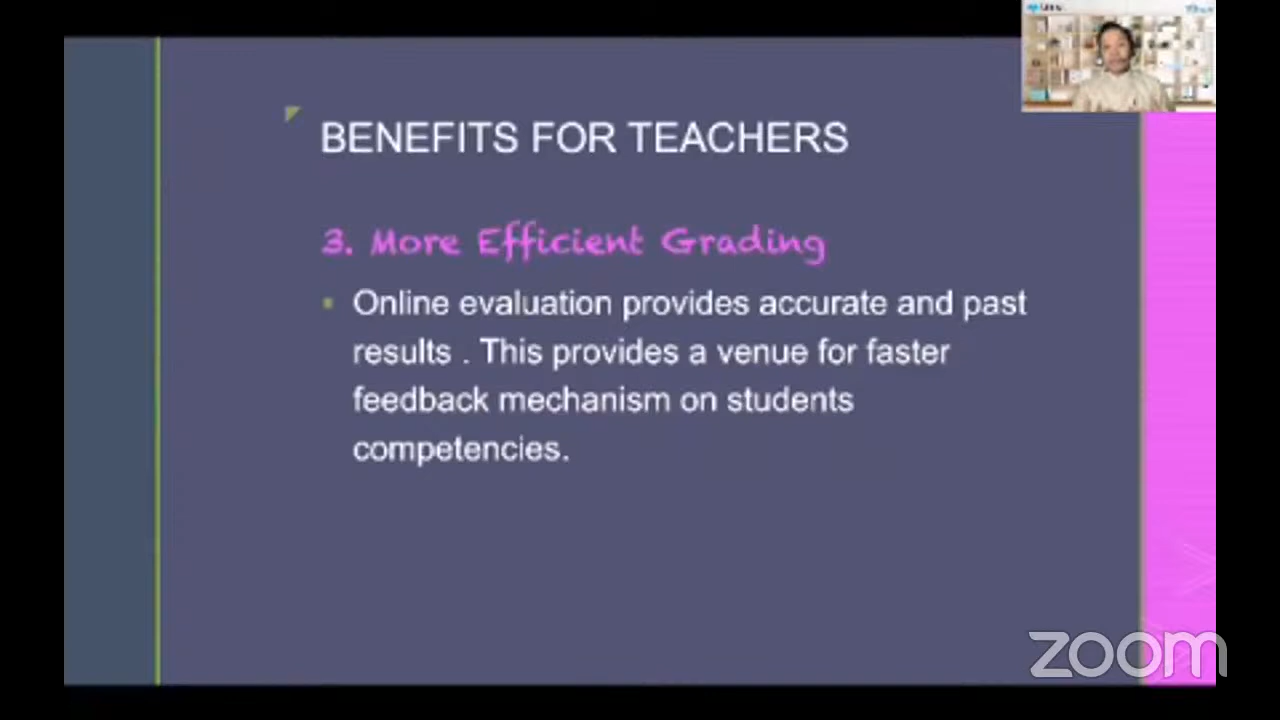 BENEFITS FOR TEACHERS
3. More Efficient Grading
Online evaluation provides accurate and past
results . This provides a venue for faster
feedback mechanism on students
competencies.
zoom